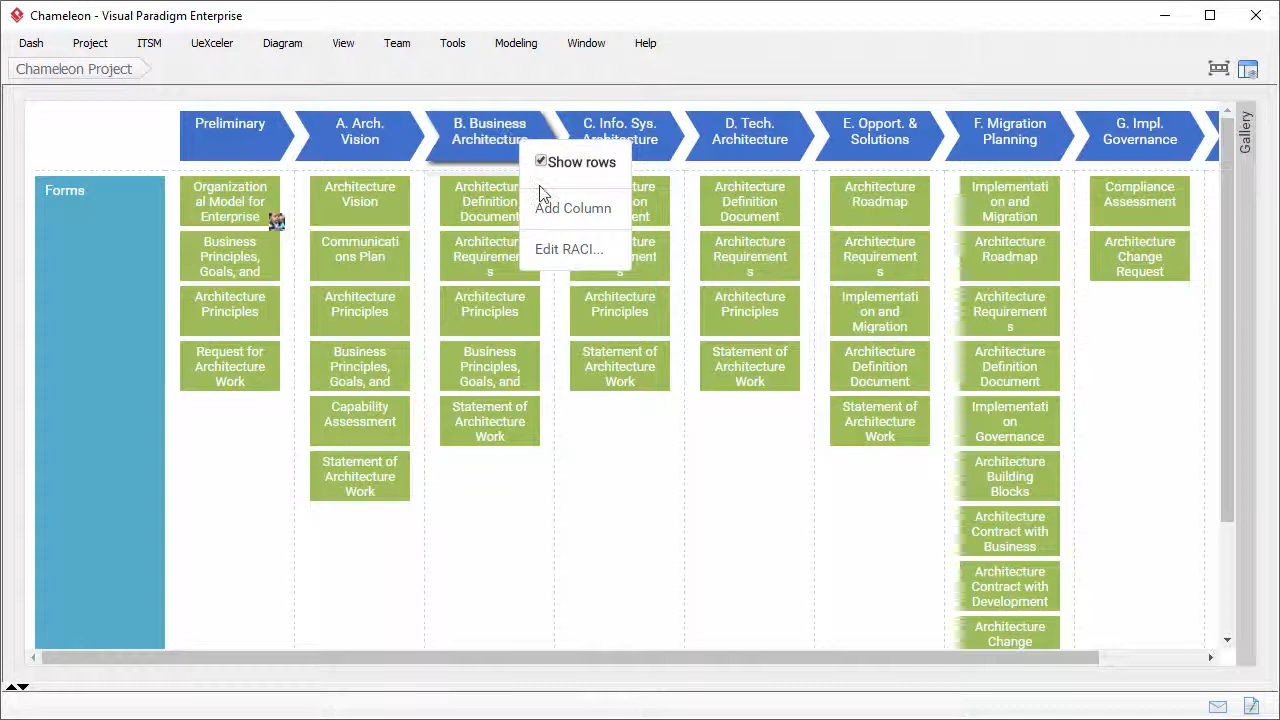 Chameleon - Visual Paradigm Enterprise
Dash Project ITSM UeXceler Diagram View Team Tools Modeling Window Help
Chameleon Project
Preliminary
A. Arch.
Vision
B. Business
Architecture
C. Info. Sys.
D. Tech.
Architecture
E. Opport. &
Solutions
F. Migration
Planning
G. Impl.
Governance
Gallery
Show rows
Add Column
Edit RACI...
Forms
Organization
al Model for
Enterprise
Business
Principles,
Goals, and
Architecture
Principles
Request for
Architecture
Work
Architecture
Vision
Communicati
ons Plan
Architecture
Principles
Business
Principles,
Goals, and
Capability
Assessment
Statement of
Architecture
Work
Definition
s
Architecture
Principles
Business
Principles,
Goals, and
Statement of
Architecture
Work
s
Architecture
Principles
Statement of
Architecture
Work
Architecture
Definition
Document
Architecture
Requirement
s
Architecture
Principles
Statement of
Architecture
Work
Architecture
Roadmap
Architecture
Requirement
s
Implementati
on and
Migration
Architecture
Definition
Document
Statement of
Architecture
Work
Implementati
on and
Migration
Architecture
Roadmap
Architecture
Requirement
s
Architecture
Definition
Document
Implementati
on
Governance
Architecture
Building
Blocks
Architecture
Contract with
Business
Architecture
Contract with
Development
Architecture
Change
Compliance
Assessment
Architecture
Change
Request